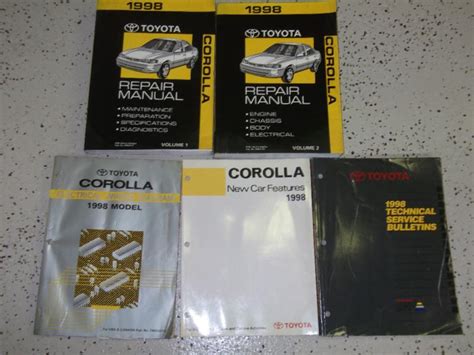 1998
TOYOTA
COROLLA
REPAIR
MANUAL
• MAINTENANCE
• PREPARATION
• SPECIFICATIONS
• DIAGNOSTICS
VOLUME 1
1998
TOYOTA
COROLLA
REPAIR
MANUAL
• ENGINE
• CHASSIS
• BODY
• ELECTRICAL
VOLUME 2
TOYOTA
COROLLA
ELECTRICAL
1998 MODEL
COROLLA
New Car Features
1998
TOYOTA
TOYOTA
1998
TECHNICAL
SERVICE
BULLETINS